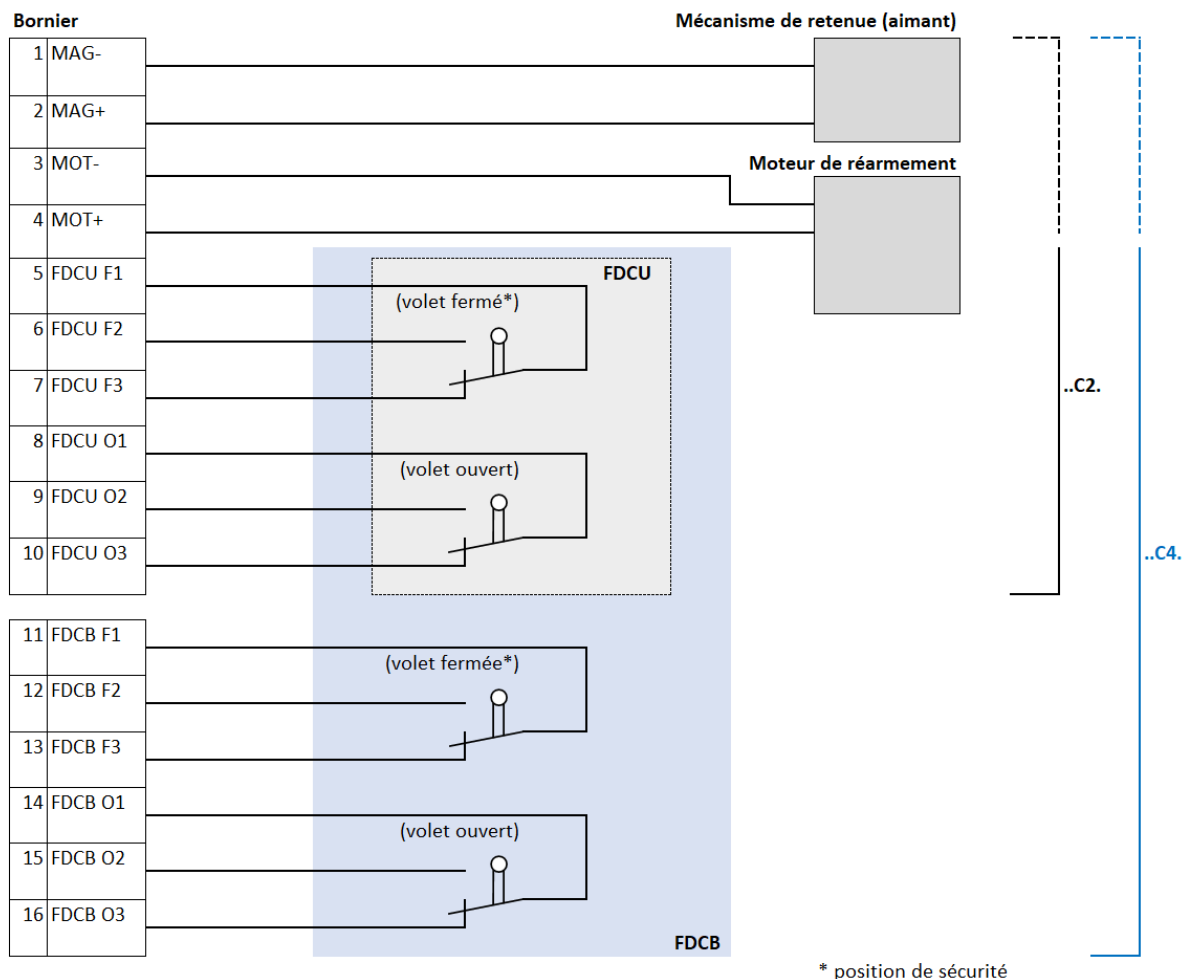 Bornier
Mécanisme de retenue (aimant)
1 MAG-
2 MAG+
3 MOT-
Moteur de réarmement
4 MOT+
5 FDCU F1
FDCU
(volet fermé*)
6 FDCU F2
7 FDCU F3
..C2.
8 FDCU O1
(volet ouvert)
9 FDCU O2
10 FDCU O3
..C4.
11 FDCB F1
(volet fermée*)
12 FDCB F2
13 FDCB F3
14 FDCB O1
(volet ouvert)
15 FDCB O2
16 FDCB O3
FDCB
* position de sécurité